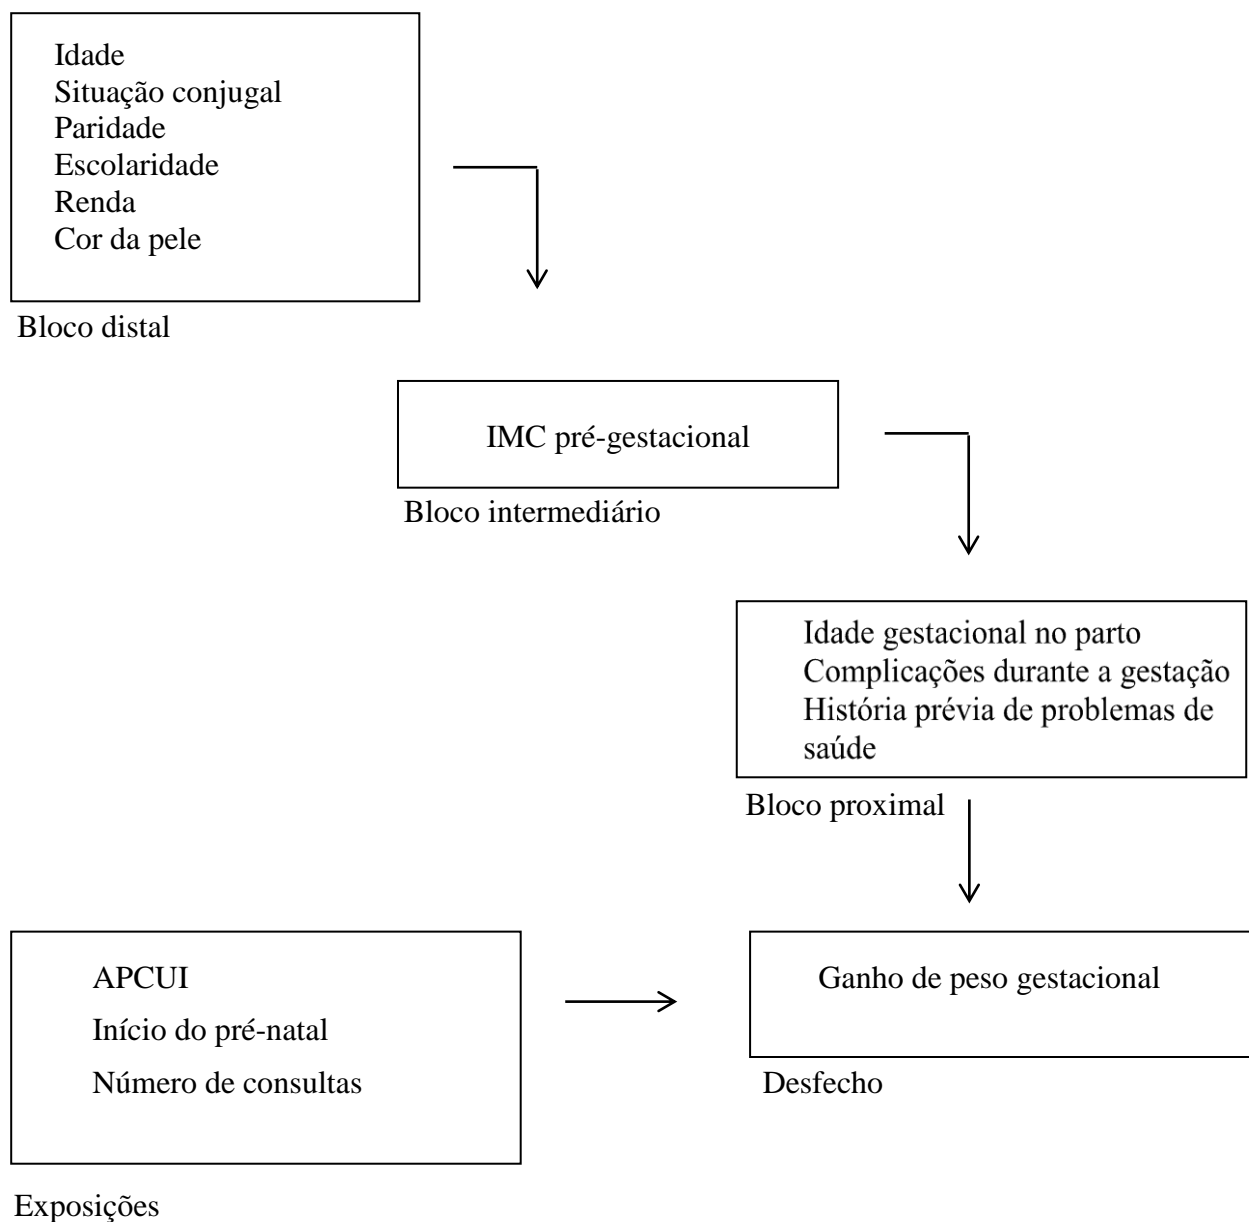 Idade
Situação conjugal
Paridade
Escolaridade
Renda
Cor da pele
Bloco distal
IMC pré-gestacional
Bloco intermediário
Idade gestacional no parto
Complicações durante a gestação
História prévia de problemas de
saúde
Bloco proximal
APCUI
Início do pré-natal
Número de consultas
Exposições
Ganho de peso gestacional
Desfecho